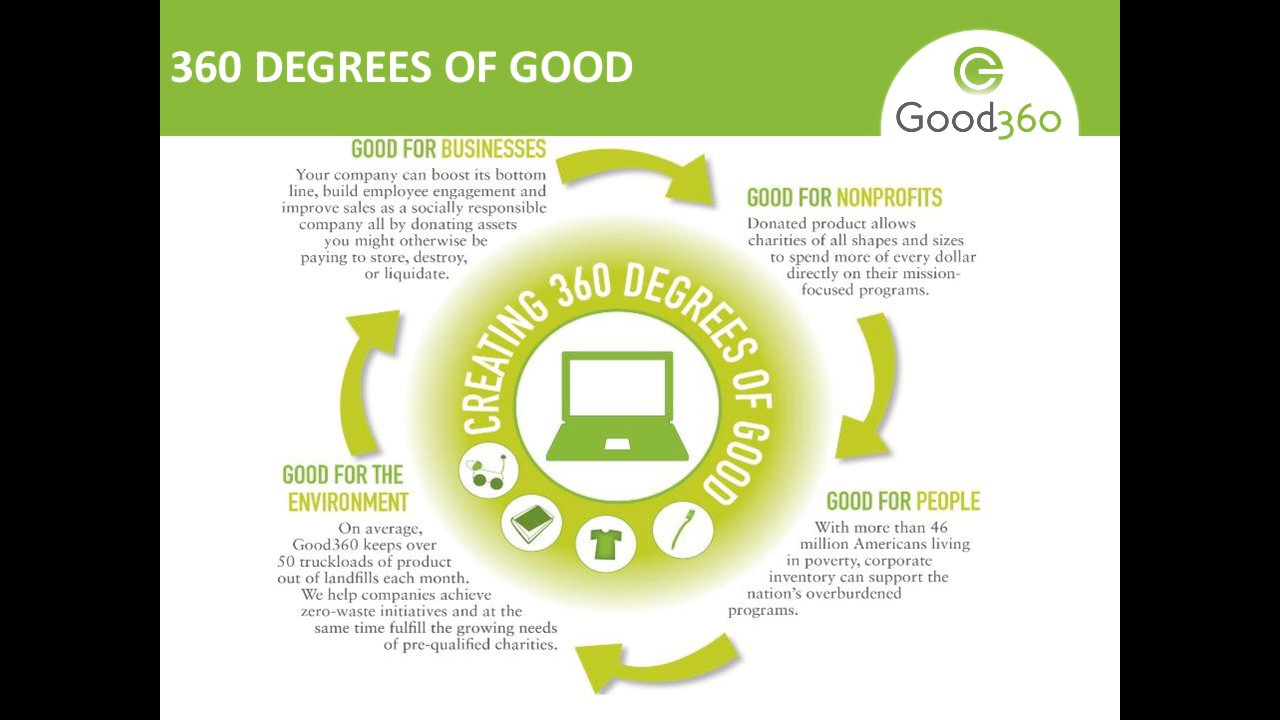 360 DEGREES OF GOOD
Good360
GOOD FOR BUSINESSES
Your company can boost its bottom
line, build employee engagement and
improve sales as a socially responsible
company all by donating assets
you might otherwise be
paying to store, destroy,
or liquidate.
GOOD FOR NONPROFITS
Donated product allows
charities of all shapes and sizes
to spend more of every dollar
directly on their mission-
focused programs.
CREATING 360 DEGREES OF GOOD
GOOD FOR PEOPLE
With more than 46
million Americans living
in poverty, corporate
inventory can support the
nation's overburdened
programs.
GOOD FOR THE
ENVIRONMENT
On average,
Good360 keeps over
50 truckloads of product
out of landfills each month.
We help companies achieve
zero-waste initiatives and at the
same time fulfill the growing needs
of pre-qualified charities.